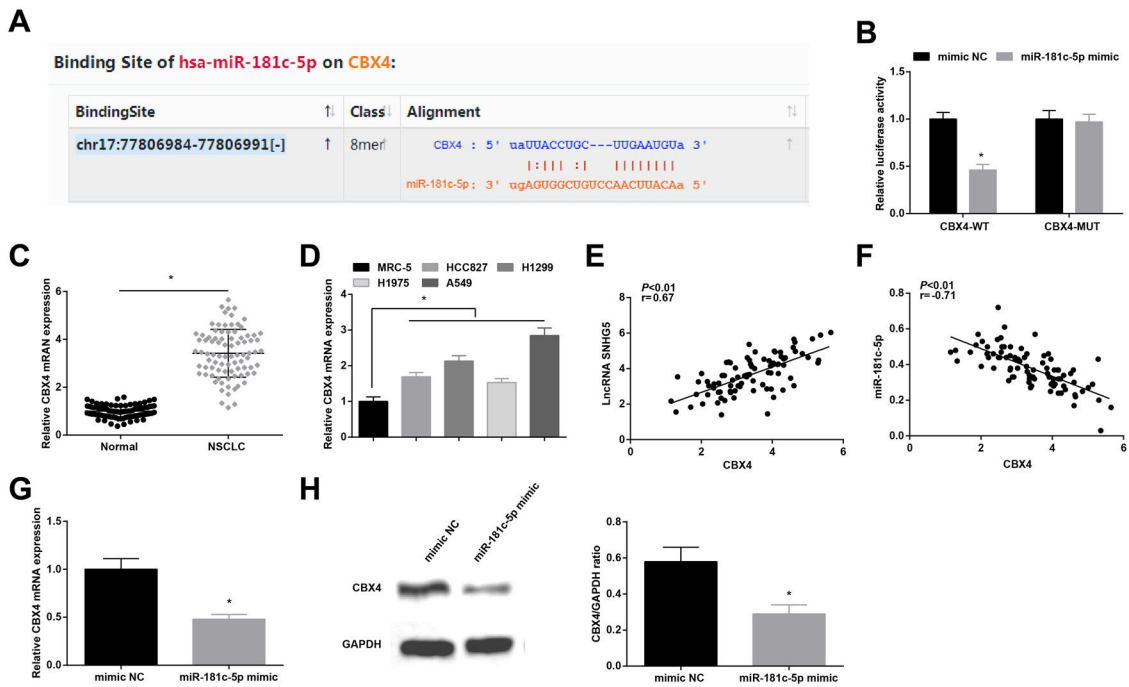 A
Binding Site of hsa-miR-181c-5p on CBX4:
BindingSite ↑↓ Class ↑↓ Alignment ↑↓
chr17:77806984-77806991[-] ↑ 8mer ↑
CBX4 : 5' uaUUACCUGC---UUGAAUGUa 3'
|:||| :| ||||||||
miR-181c-5p : 3' ugAGUGGCUGUCCAACUUACAa 5'
B
mimic NC miR-181c-5p mimic
Relative luciferase activity
1.5
1.0
0.5
0.0
*
CBX4-WT CBX4-MUT
C
Relative CBX4 mRAN expression
6
4
2
0
*
Normal NSCLC
D
MRC-5 HCC827 H1299
H1975 A549
Relative CBX4 mRNA expression
4
3
2
1
0
*
E
P<0.01
r=0.67
LncRNA SNHG5
8
6
4
2
0
0 2 4 6
CBX4
F
P<0.01
r=-0.71
miR-181c-5p
0.8
0.6
0.4
0.2
0.0
0 2 4 6
CBX4
G
Relative CBX4 mRNA expression
1.5
1.0
0.5
0.0
*
mimic NC miR-181c-5p mimic
H
mimic NC
miR-181c-5p mimic
CBX4
GAPDH
CBX4/GAPDH ratio
0.8
0.6
0.4
0.2
0.0
*
mimic NC miR-181c-5p mimic